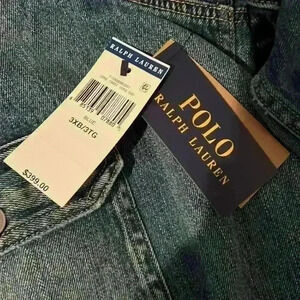 RALPH LAUREN
BLUE
3XB/3TG
$399.00
POLO
RALPH LAUREN